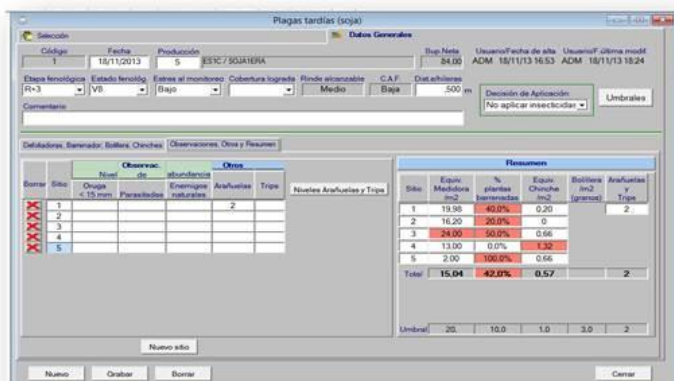 Plagas tardías (soja)
Selección Datos Generales
Código Fecha Producción Sup.Neta Usuario/Fecha de alta Usuario/F.última modif.
1 18/11/2013 5 ES1C / SOJA1ERA 84,00 ADM 18/11/13 16:53 ADM 18/11/13 18:24
Etapa fenológica Estado fenológ. Estres al monitoreo Cobertura lograda Rinde alcanzable C.A.F. Dist.e/hileras Decisión de Aplicación
R+3 V8 Bajo Medio Baja ,500 m No aplicar insecticidas Umbrales
Comentario
Defoliadoras, Barrenador, Bolillera, Chinches Observaciones, Otros y Resumen
Observac. Otros
Nivel de abundancia
Borrar Sitio Oruga < 15 mm Parasitadas Enemigos naturales Arañuelas Trips Niveles Arañuelas y Trips
1 2
2
3
4
5
Nuevo sitio
Resumen
Sitio Equiv. Medidora /m2 % plantas barrenadas Equiv. Chinche /m2 Bolillera /m2 (granos) Arañuelas y Trips
1 19,98 40,0% 0,20 2
2 16,20 20,0% 0
3 24,00 50,0% 0,66
4 13,00 0,0% 1,32
5 2,00 100,0% 0,66
Total 15,04 42,0% 0,57 2
Umbral 20, 10,0 1,0 3,0 2
Nuevo Grabar Borrar Cerrar